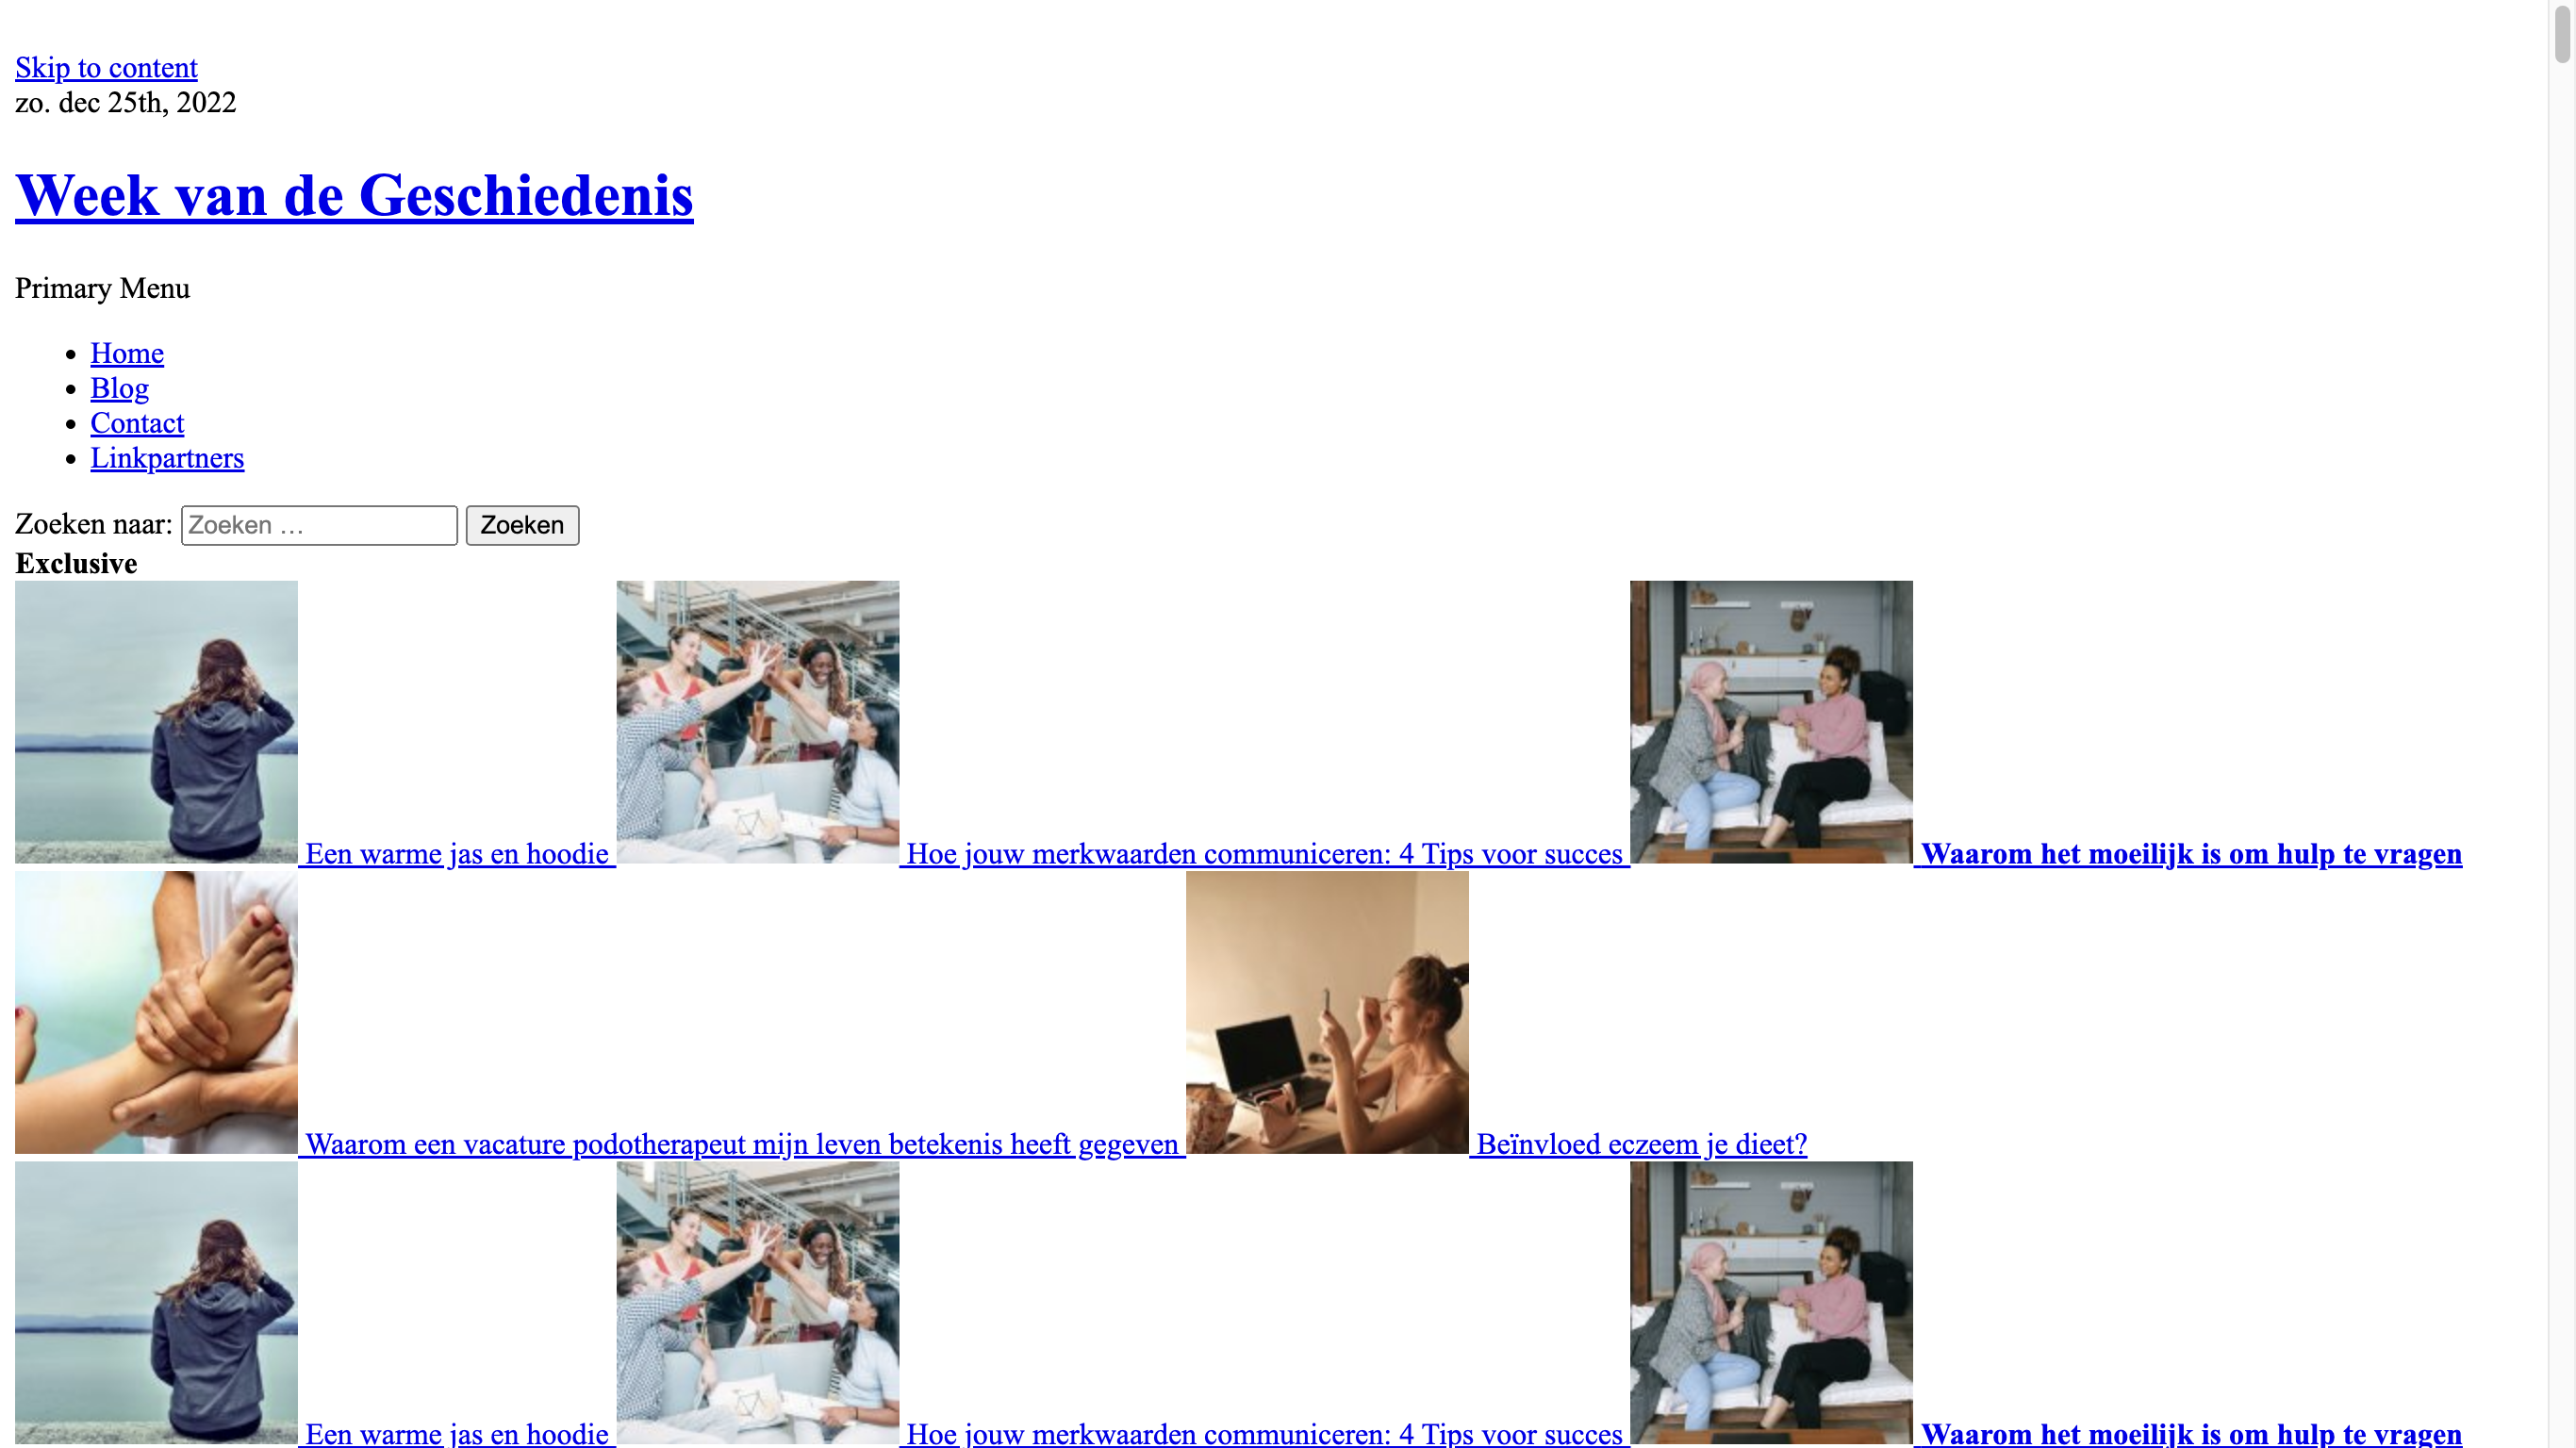 Skip to content
zo. dec 25th, 2022
Week van de Geschiedenis
Primary Menu
Home
Blog
Contact
Linkpartners
Zoeken naar: Zoeken … Zoeken
Exclusive
Een warme jas en hoodie Hoe jouw merkwaarden communiceren: 4 Tips voor succes Waarom het moeilijk is om hulp te vragen
Waarom een vacature podotherapeut mijn leven betekenis heeft gegeven Beïnvloed eczeem je dieet?
Een warme jas en hoodie Hoe jouw merkwaarden communiceren: 4 Tips voor succes Waarom het moeilijk is om hulp te vragen